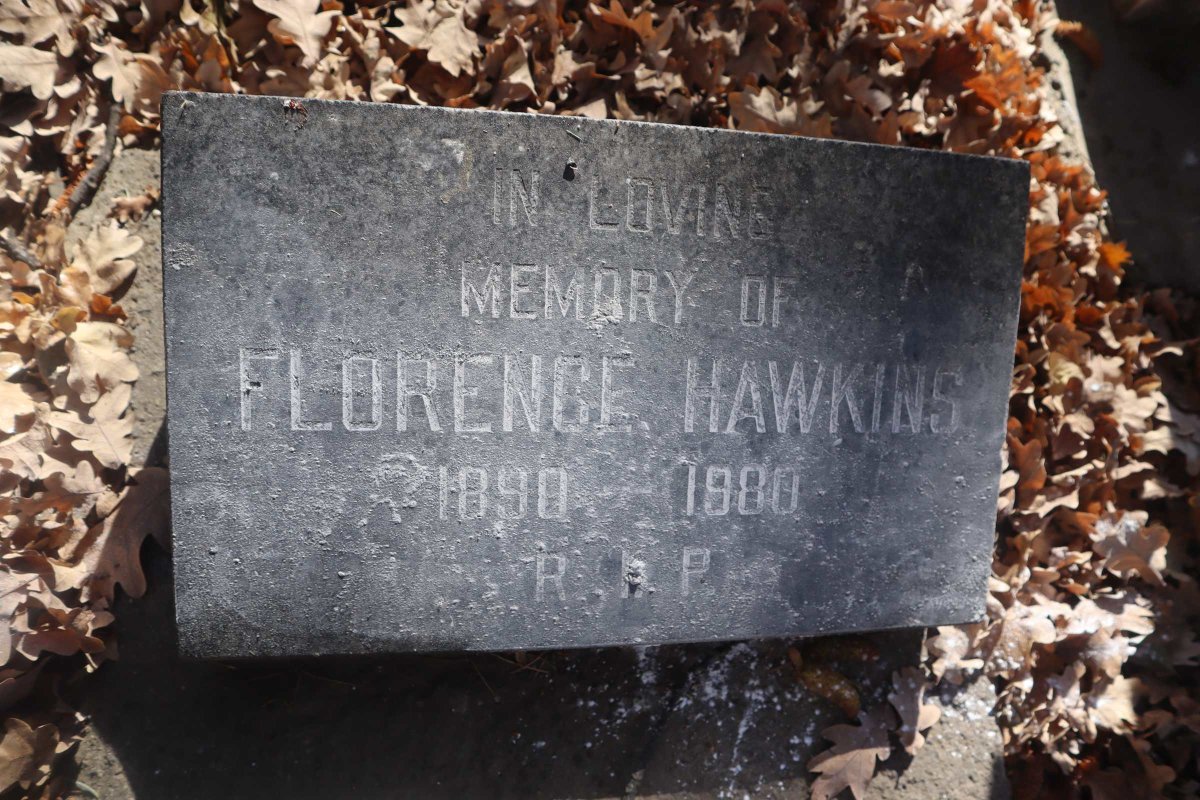 IN LOVING
MEMORY OF
FLORENCE HAWKINS
1890 - 1980
R.I.P.